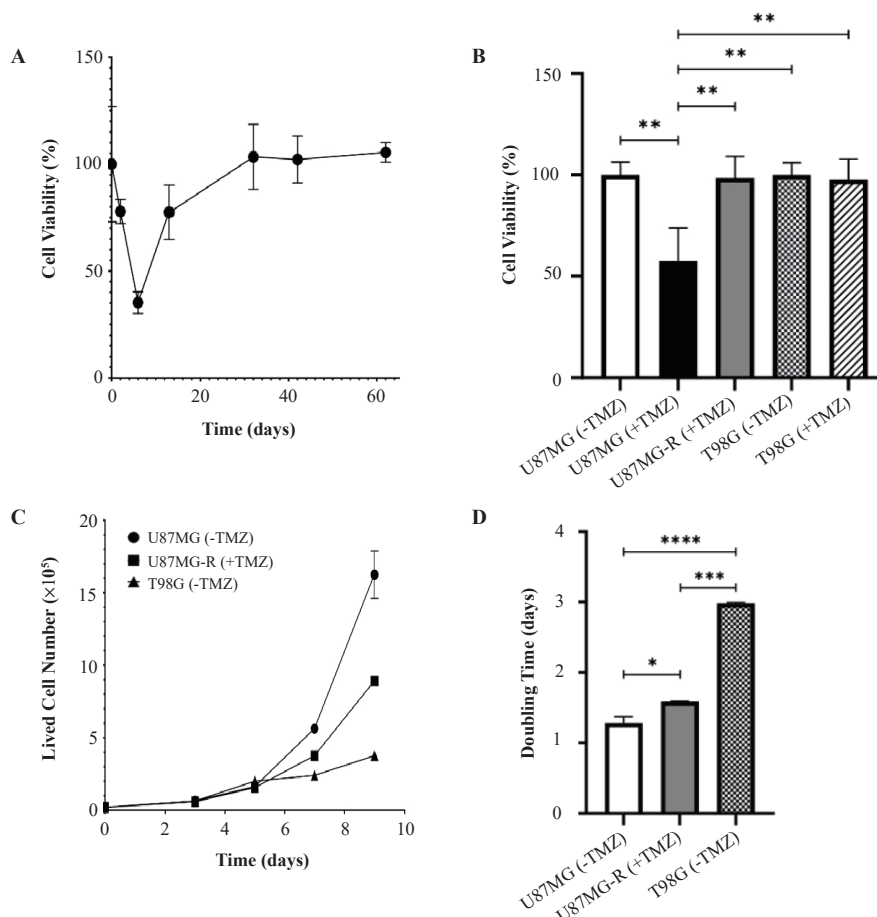 A
150
100
50
0
Cell Viability (%)
0
20
40
60
Time (days)
B
**
**
**
**
150
100
50
0
Cell Viability (%)
U87MG (-TMZ)
U87MG (+TMZ)
U87MG-R (+TMZ)
T98G (-TMZ)
T98G (+TMZ)
C
20
15
10
5
0
Lived Cell Number (×10⁵)
U87MG (-TMZ)
U87MG-R (+TMZ)
T98G (-TMZ)
0
2
4
6
8
10
Time (days)
D
4
3
2
1
0
Doubling Time (days)
****
***
*
U87MG (-TMZ)
U87MG-R (+TMZ)
T98G (-TMZ)